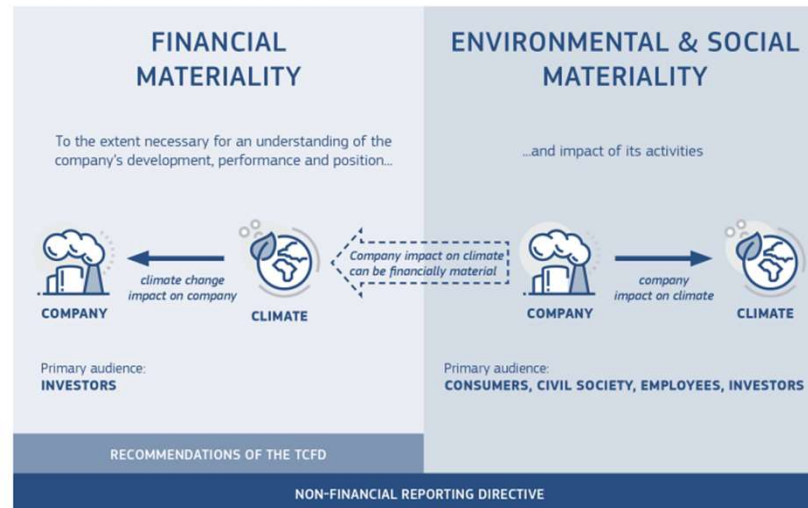 FINANCIAL
MATERIALITY
To the extent necessary for an understanding of the
company's development, performance and position...
climate change
impact on company
COMPANY
CLIMATE
Primary audience:
INVESTORS
RECOMMENDATIONS OF THE TCFD
Company impact on climate
can be financially material
ENVIRONMENTAL & SOCIAL
MATERIALITY
...and impact of its activities
company
impact on climate
COMPANY
CLIMATE
Primary audience:
CONSUMERS, CIVIL SOCIETY, EMPLOYEES, INVESTORS
NON-FINANCIAL REPORTING DIRECTIVE